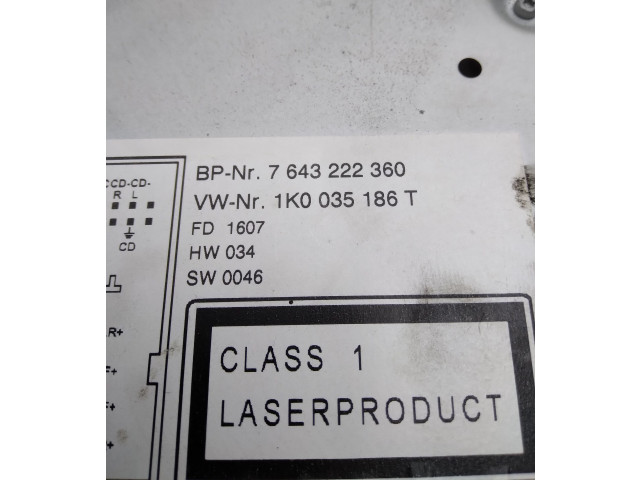 CCD-CD-
R L
CD
R+
F+
+
+
BP-Nr. 7 643 222 360
VW-Nr. 1K0 035 186 T
FD 1607
HW 034
SW 0046
CLASS 1
LASERPRODUCT